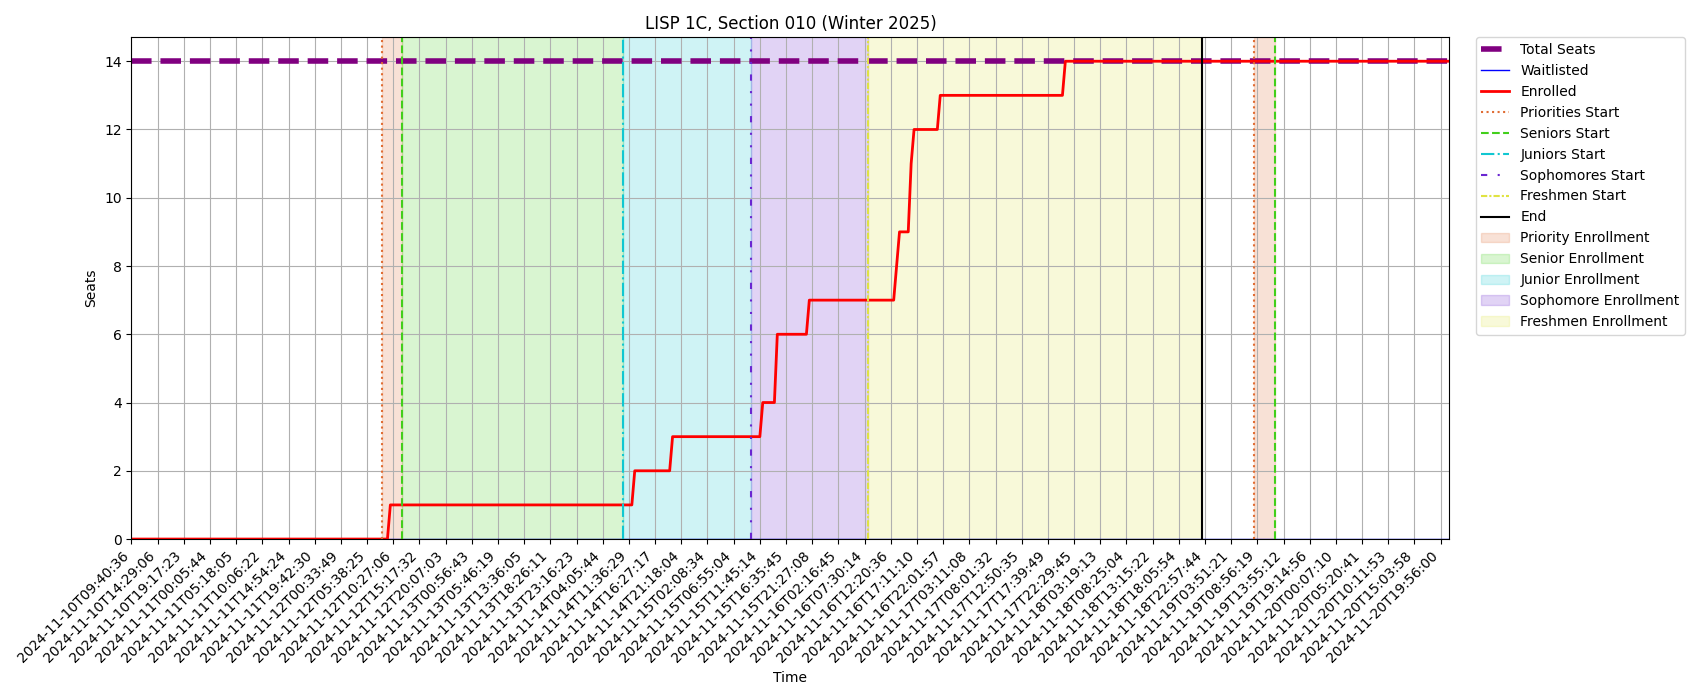 LISP 1C, Section 010 (Winter 2025)
Seats
14
12
10
8
6
4
2
0
2024-11-10T09:40:36
2024-11-10T14:29:06
2024-11-10T19:17:23
2024-11-11T00:05:44
2024-11-11T05:18:05
2024-11-11T10:06:22
2024-11-11T14:54:24
2024-11-11T19:42:30
2024-11-12T00:33:49
2024-11-12T05:38:25
2024-11-12T10:27:06
2024-11-12T15:17:32
2024-11-12T20:07:03
2024-11-13T00:56:43
2024-11-13T05:46:19
2024-11-13T13:36:05
2024-11-13T18:26:11
2024-11-13T23:16:23
2024-11-14T04:05:44
2024-11-14T11:36:29
2024-11-14T16:27:17
2024-11-14T21:18:04
2024-11-15T02:08:34
2024-11-15T06:55:04
2024-11-15T11:45:14
2024-11-15T16:35:45
2024-11-15T21:27:08
2024-11-16T02:16:45
2024-11-16T07:30:14
2024-11-16T12:20:36
2024-11-16T17:11:10
2024-11-16T22:01:57
2024-11-17T03:11:08
2024-11-17T08:01:32
2024-11-17T12:50:35
2024-11-17T17:39:49
2024-11-17T22:29:45
2024-11-18T03:19:13
2024-11-18T08:25:04
2024-11-18T13:15:22
2024-11-18T18:05:54
2024-11-18T22:57:44
2024-11-19T03:51:21
2024-11-19T08:56:19
2024-11-19T13:55:12
2024-11-19T19:14:56
2024-11-20T00:07:10
2024-11-20T05:20:41
2024-11-20T10:11:53
2024-11-20T15:03:58
2024-11-20T19:56:00
Time
Total Seats
Waitlisted
Enrolled
Priorities Start
Seniors Start
Juniors Start
Sophomores Start
Freshmen Start
End
Priority Enrollment
Senior Enrollment
Junior Enrollment
Sophomore Enrollment
Freshmen Enrollment